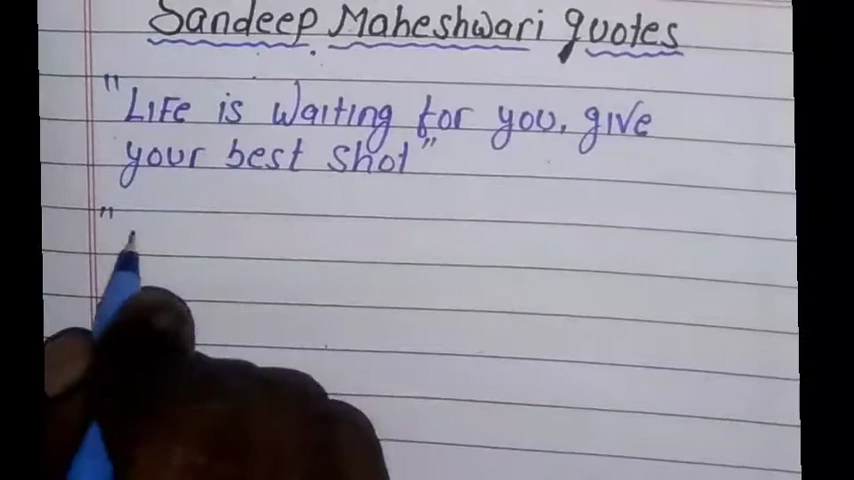 Sandeep Maheshwari quotes
"Life is waiting for you. give
your best shot"
"